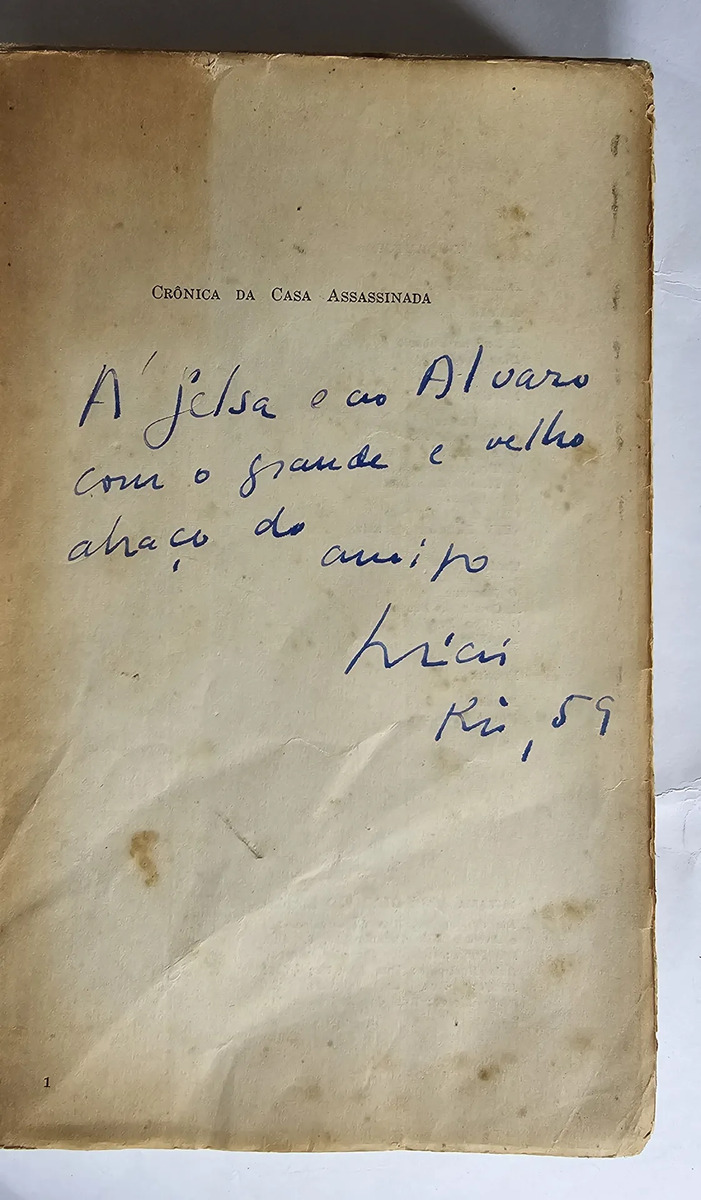 CRÔNICA DA CASA ASSASSINADA
A' Jelsa e ao Alvaro
com o grande e velho
abraço do amigo
Lúcio
Rio, 59
1